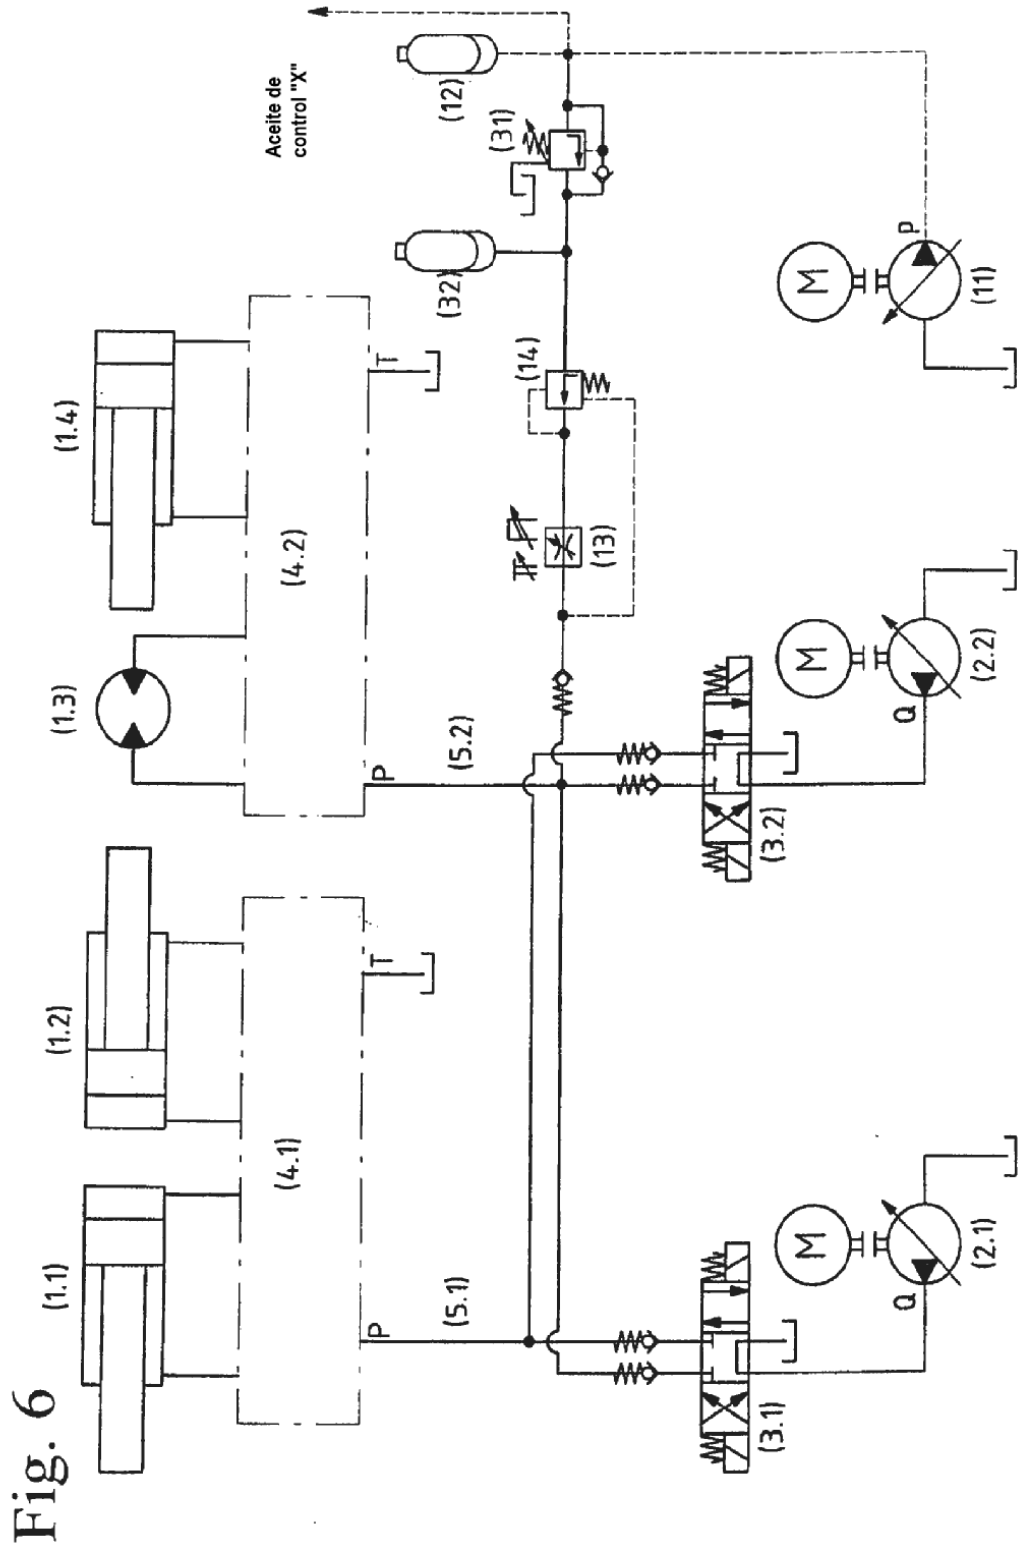 Fig. 6
Aceite de
control "X"
(1.1)
(1.2)
(1.3)
(1.4)
(4.1)
(4.2)
P
T
P
T
(5.1)
(5.2)
(32)
(12)
(31)
(14)
(13)
(3.1)
(3.2)
M
Q
(2.1)
M
Q
(2.2)
M
P
(11)